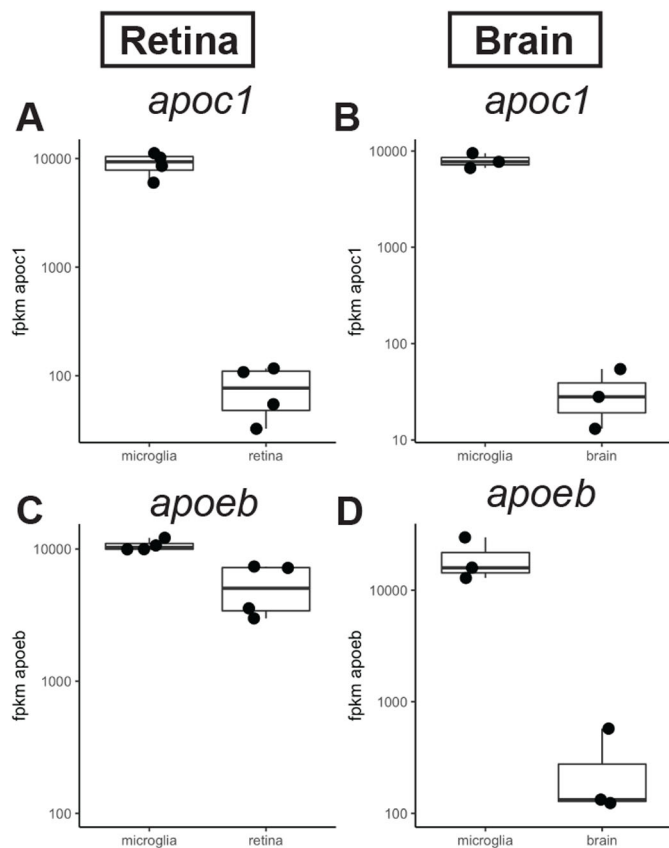 Retina
Brain
A
apoc1
B
apoc1
fpkm apoc1
10000
1000
100
microglia
retina
fpkm apoc1
10000
1000
100
10
microglia
brain
C
apoeb
D
apoeb
fpkm apoeb
10000
1000
100
microglia
retina
fpkm apoeb
10000
1000
100
microglia
brain